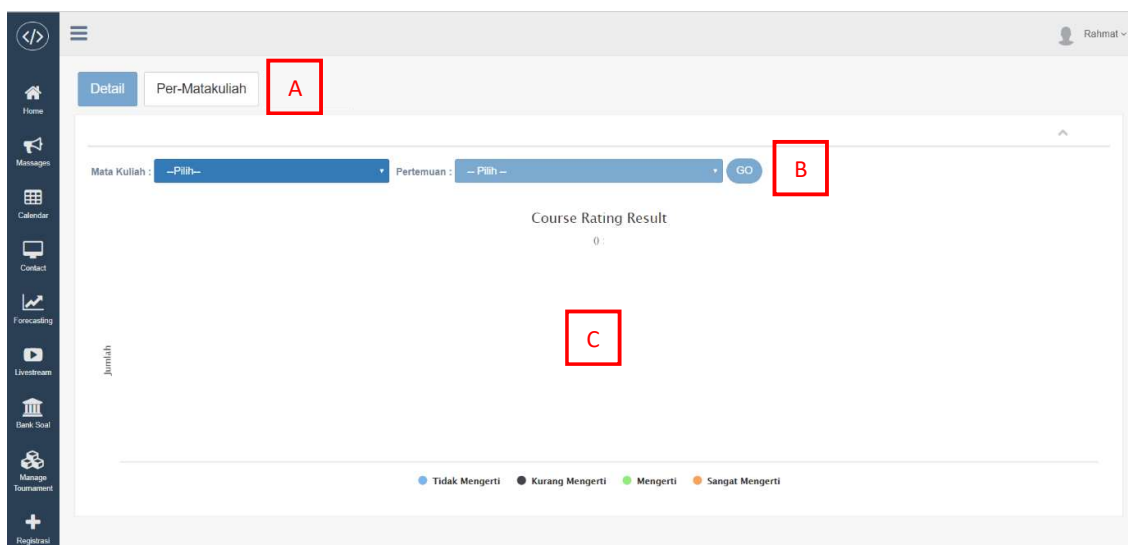 </>
Rahmat
Home
Massages
Calendar
Contact
Forecasting
Livestream
Bank Soal
Manage
Tournament
Registrasi
Detail Per-Matakuliah A
Mata Kuliah : --Pilih-- Pertemuan : -- Pilih -- GO B
Course Rating Result
() :
C
Jumlah
Tidak Mengerti Kurang Mengerti Mengerti Sangat Mengerti